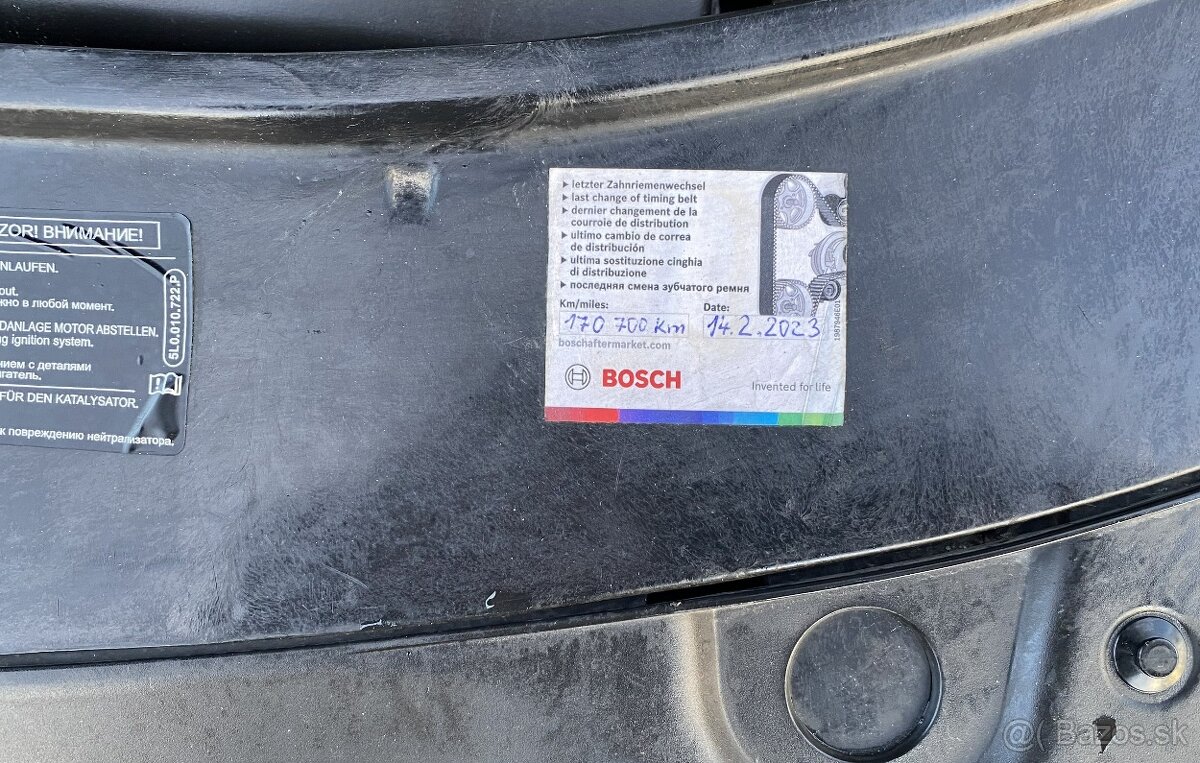 ZOR! ВНИМАНИЕ!
NLAUFEN.
out.
жно в любой момент.
DANLAGE MOTOR ABSTELLEN.
ng ignition system.
нием с деталями
игатель.
FÜR DEN KATALYSATOR.
к повреждению нейтрализатора.
5L0.010.722.P
▸ letzter Zahnriemenwechsel
▸ last change of timing belt
▸ dernier changement de la
courroie de distribution
▸ ultimo cambio de correa
de distribución
▸ ultima sostituzione cinghia
di distribuzione
▸ последняя смена зубчатого ремня
Km/miles: Date:
170 700 Km 14.2.2023
boschaftermarket.com
BOSCH
Invented for life
@( Bazos.sk